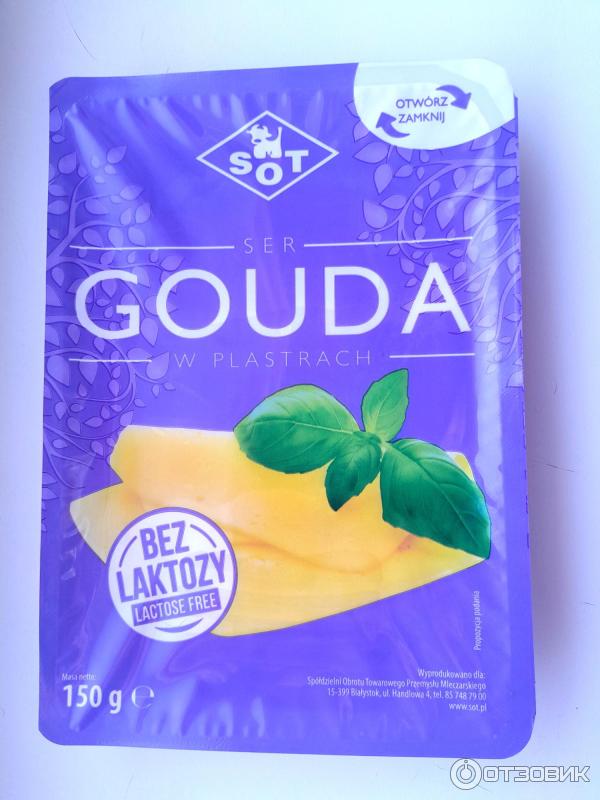 OTWÓRZ
ZAMKNIJ
SOT
SER
GOUDA
W PLASTRACH
BEZ
LAKTOZY
LACTOSE FREE
Propozycja podania
Masa netto:
150 g ℮
Wyprodukowano dla:
Spółdzielni Obrotu Towarowego Przemysłu Mleczarskiego
15-399 Białystok, ul. Handlowa 4, tel. 85 748 79 00
www.sot.pl
ОТЗОВИК